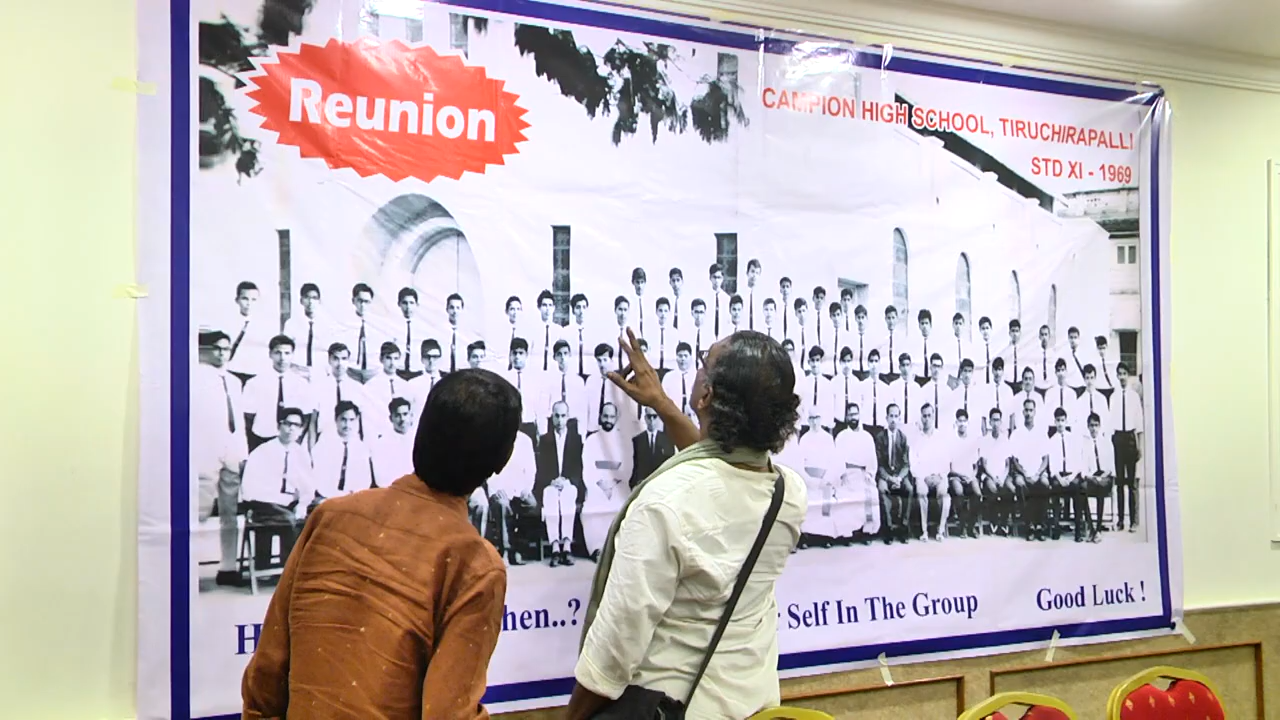 Reunion
CAMPION HIGH SCHOOL, TIRUCHIRAPALLI
STD XI - 1969
hen..? Self In The Group Good Luck !